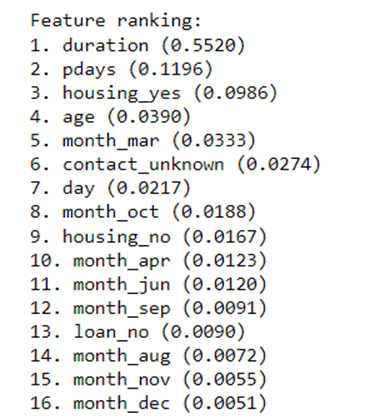 Feature ranking:
1. duration (0.5520)
2. pdays (0.1196)
3. housing_yes (0.0986)
4. age (0.0390)
5. month_mar (0.0333)
6. contact_unknown (0.0274)
7. day (0.0217)
8. month_oct (0.0188)
9. housing_no (0.0167)
10. month_apr (0.0123)
11. month_jun (0.0120)
12. month_sep (0.0091)
13. loan_no (0.0090)
14. month_aug (0.0072)
15. month_nov (0.0055)
16. month_dec (0.0051)